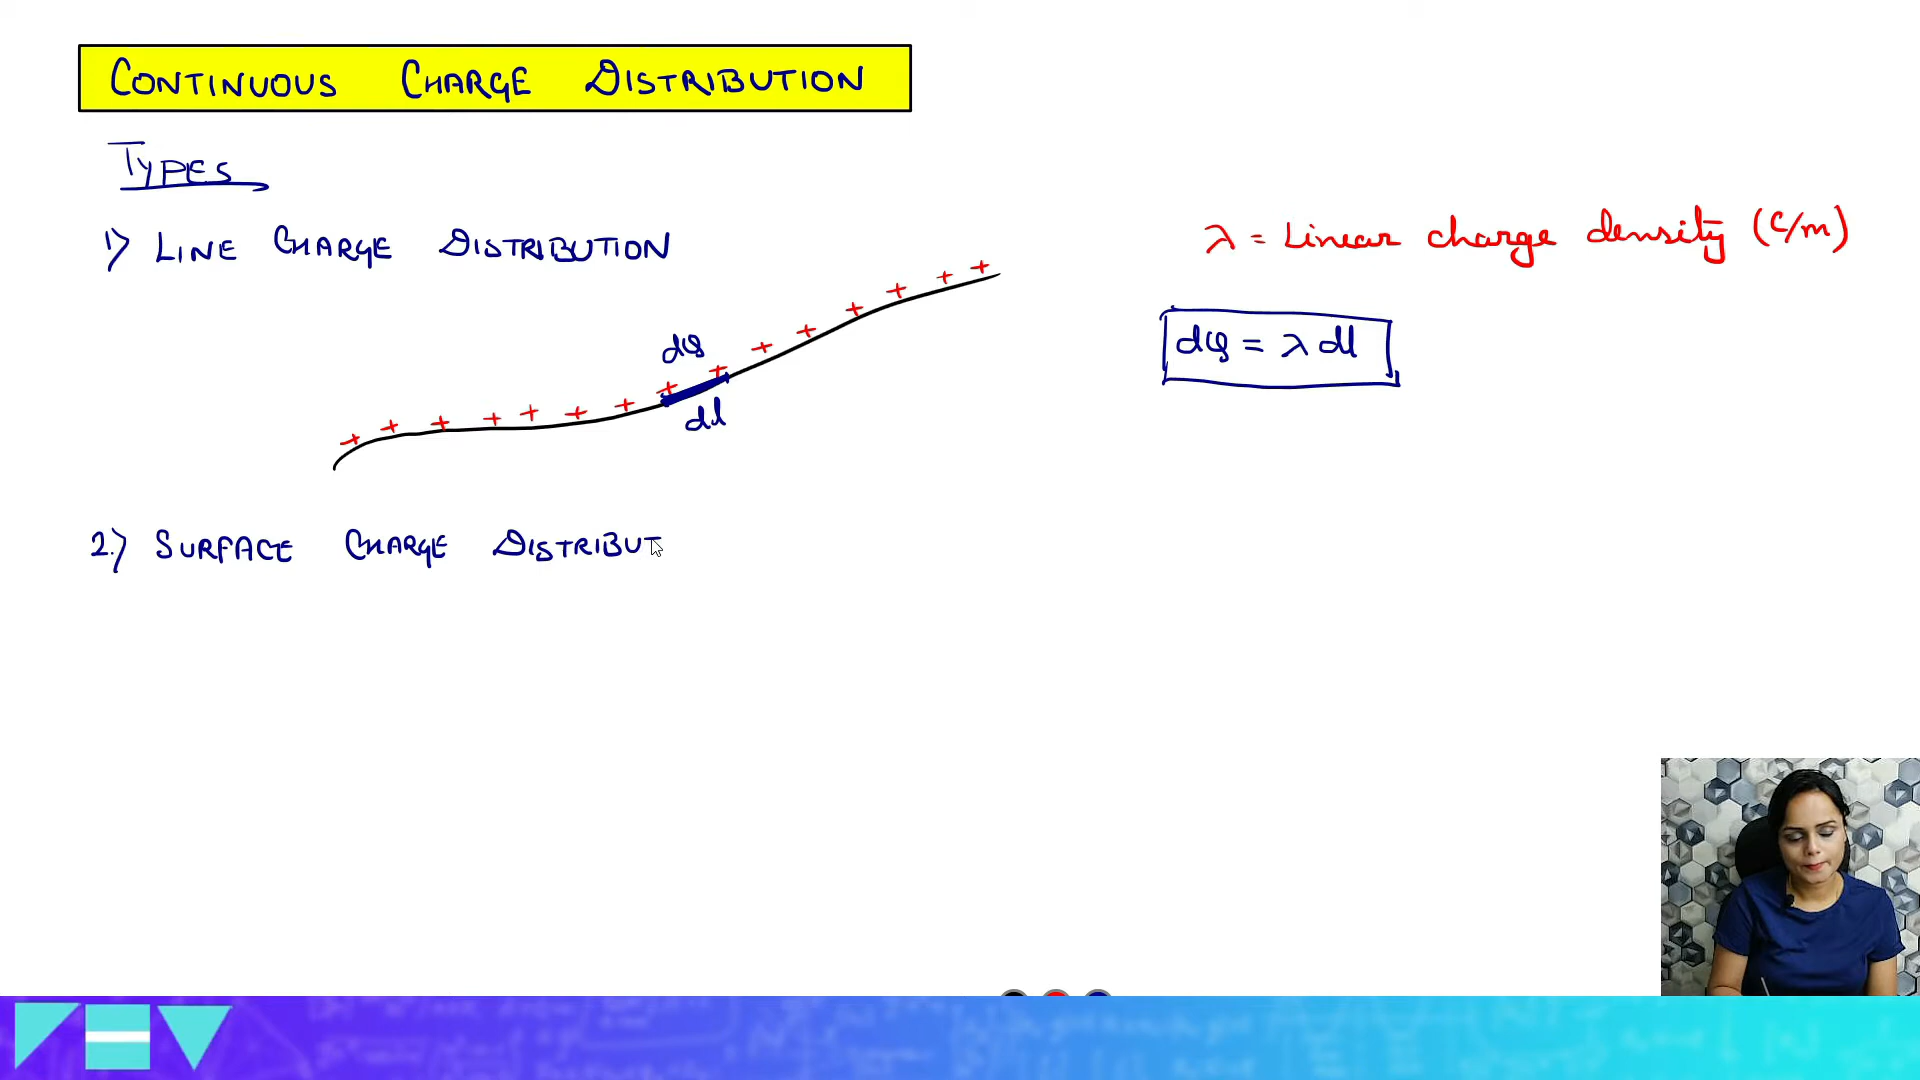 CONTINUOUS CHARGE DISTRIBUTION
TYPES
1) LINE CHARGE DISTRIBUTION
λ = Linear charge density (C/m)
dQ
dl
dQ = λ dl
2.) SURFACE CHARGE DISTRIBUT